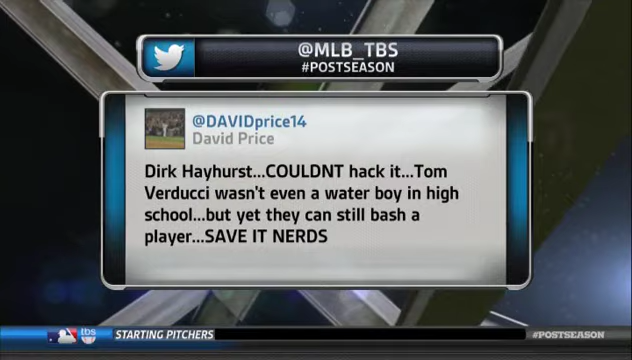 @MLB_TBS
#POSTSEASON
@DAVIDprice14
David Price
Dirk Hayhurst...COULDNT hack it...Tom
Verducci wasn't even a water boy in high
school...but yet they can still bash a
player...SAVE IT NERDS
tbs
STARTING PITCHERS
#POSTSEASON